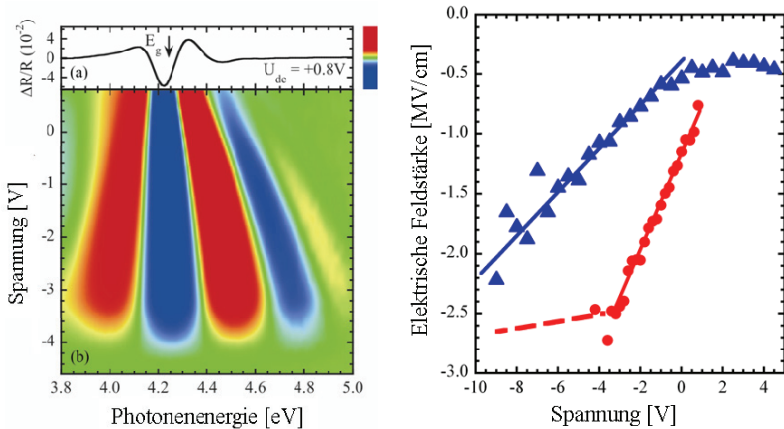 ΔR/R (10⁻²)
4
0
-4
E_g
(a)
U_dc = +0.8V
Spannung [V]
0
-1
-2
-3
-4
(b)
3.8 4.0 4.2 4.4 4.6 4.8 5.0
Photonenenergie [eV]
Elektrische Feldstärke [MV/cm]
0.0
-0.5
-1.0
-1.5
-2.0
-2.5
-3.0
-10 -8 -6 -4 -2 0 2 4
Spannung [V]